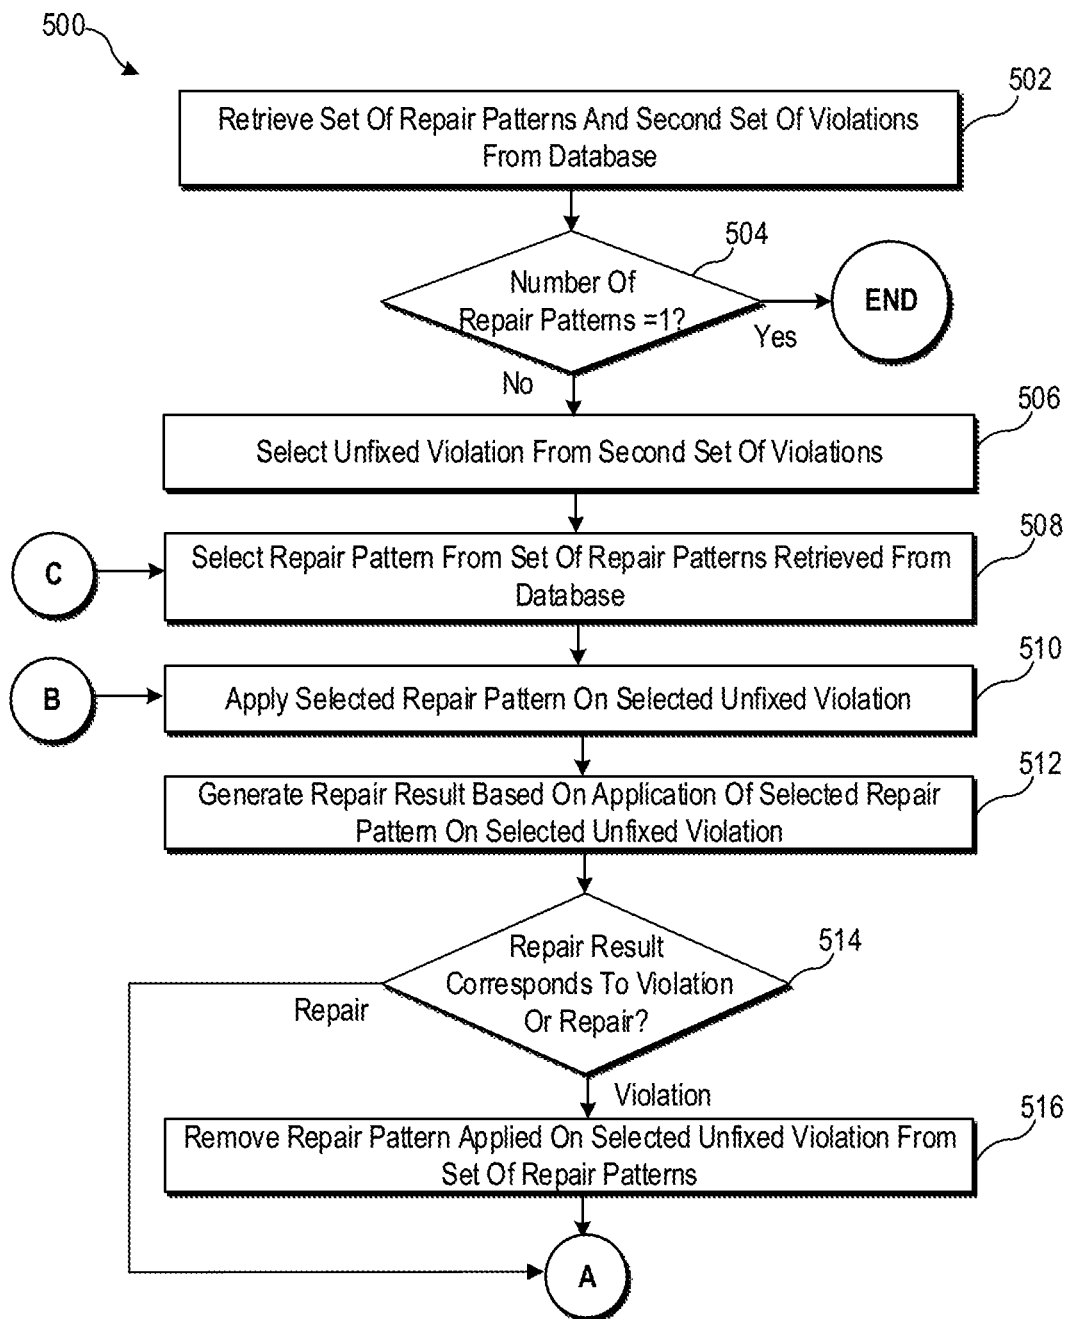 500
502
Retrieve Set Of Repair Patterns And Second Set Of Violations
From Database
504
Number Of
Repair Patterns =1?
END
Yes
No
506
Select Unfixed Violation From Second Set Of Violations
508
C
Select Repair Pattern From Set Of Repair Patterns Retrieved From
Database
510
B
Apply Selected Repair Pattern On Selected Unfixed Violation
512
Generate Repair Result Based On Application Of Selected Repair
Pattern On Selected Unfixed Violation
514
Repair Result
Corresponds To Violation
Or Repair?
Repair
Violation
516
Remove Repair Pattern Applied On Selected Unfixed Violation From
Set Of Repair Patterns
A